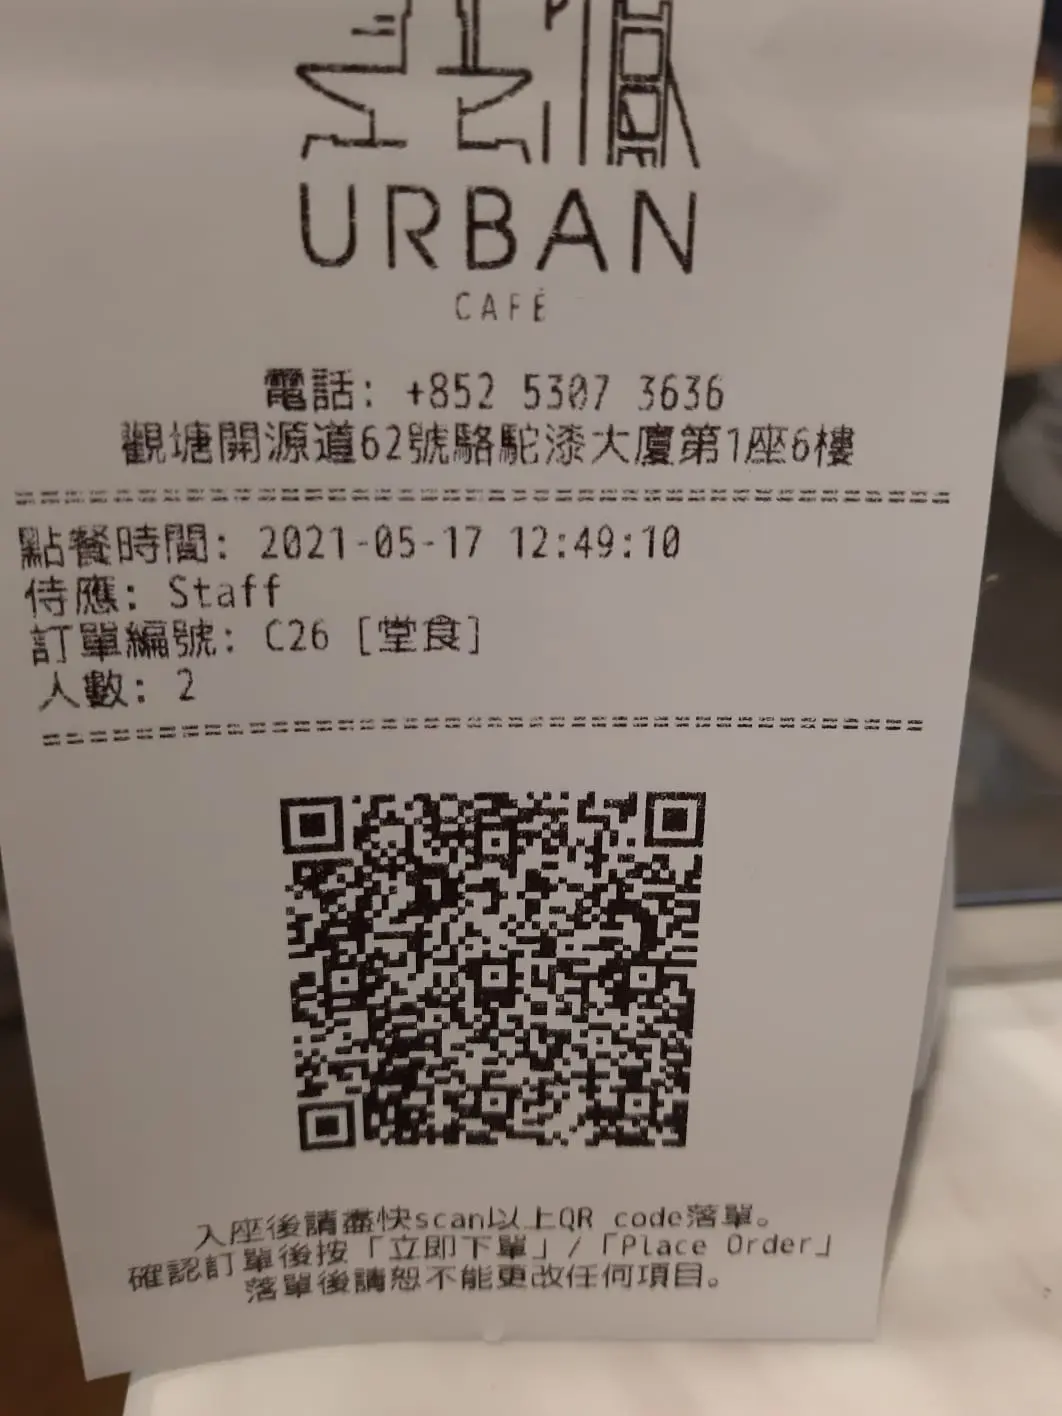 URBAN
CAFÉ
電話: +852 5307 3636
觀塘開源道62號駱駝漆大廈第1座6樓
點餐時間: 2021-05-17 12:49:10
侍應: Staff
訂單編號: C26 [堂食]
人數: 2
入座後請盡快scan以上QR code落單。
確認訂單後按「立即下單」/「Place Order」
落單後請恕不能更改任何項目。